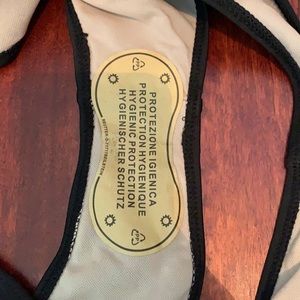 PROTEZIONE IGIENICA
PROTECTION HYGIENIQUE
HYGIENIC PROTECTION
HYGIENISCHER SCHUTZ